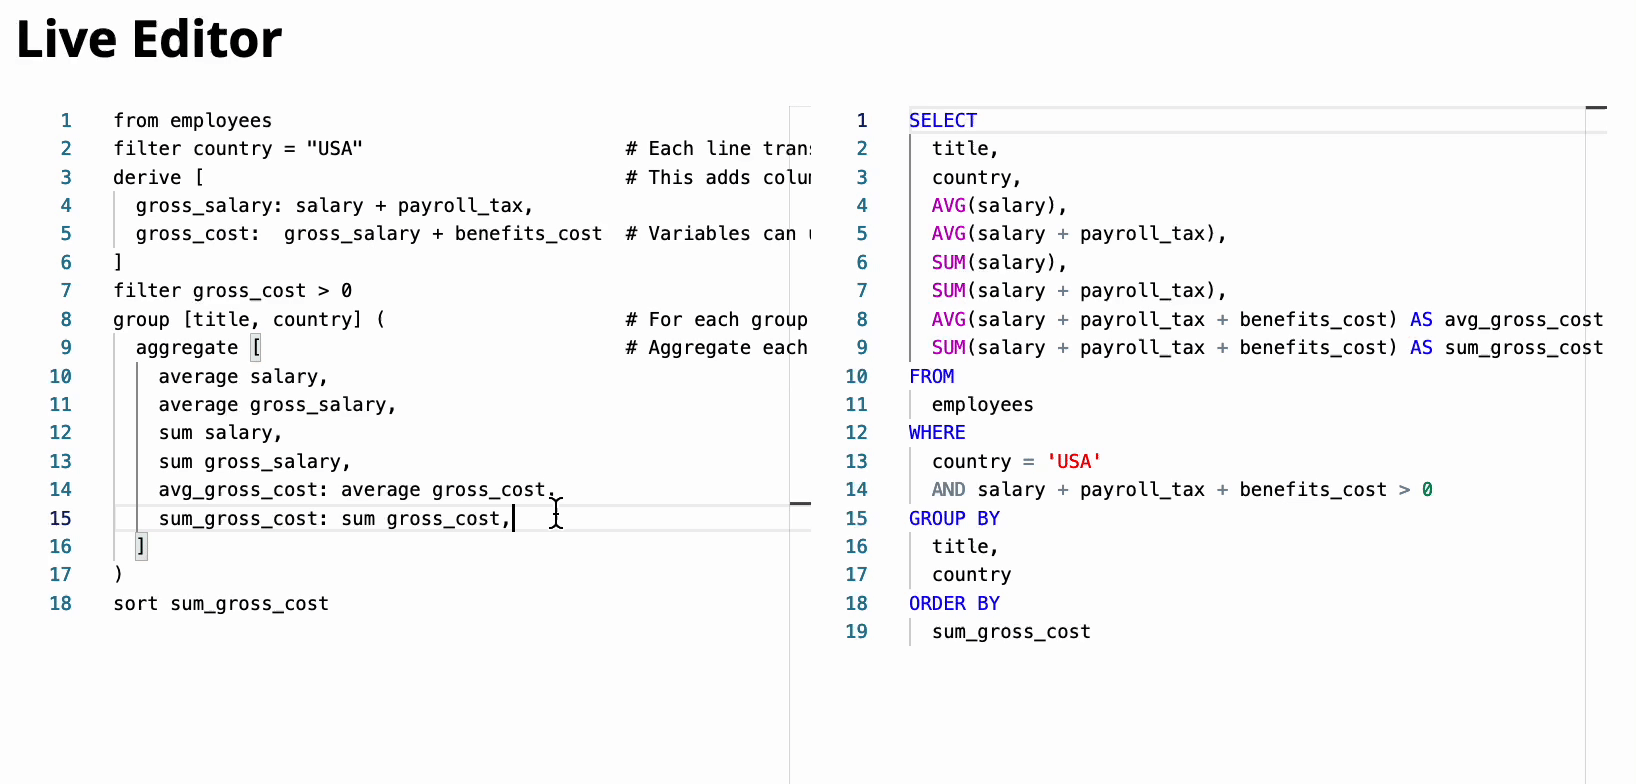 Live Editor
1 from employees
2 filter country = "USA" # Each line
3 derive [ # This adds
4 gross_salary: salary + payroll_tax,
5 gross_cost: gross_salary + benefits_cost # Variables can
6 ]
7 filter gross_cost > 0
8 group [title, country] ( # For each group
9 aggregate [ # Aggregate each
10 average salary,
11 average gross_salary,
12 sum salary,
13 sum gross_salary,
14 avg_gross_cost: average gross_cost,
15 sum_gross_cost: sum gross_cost,
16 ]
17 )
18 sort sum_gross_cost
1 SELECT
2 title,
3 country,
4 AVG(salary),
5 AVG(salary + payroll_tax),
6 SUM(salary),
7 SUM(salary + payroll_tax),
8 AVG(salary + payroll_tax + benefits_cost) AS avg_gross_cost
9 SUM(salary + payroll_tax + benefits_cost) AS sum_gross_cost
10 FROM
11 employees
12 WHERE
13 country = 'USA'
14 AND salary + payroll_tax + benefits_cost > 0
15 GROUP BY
16 title,
17 country
18 ORDER BY
19 sum_gross_cost